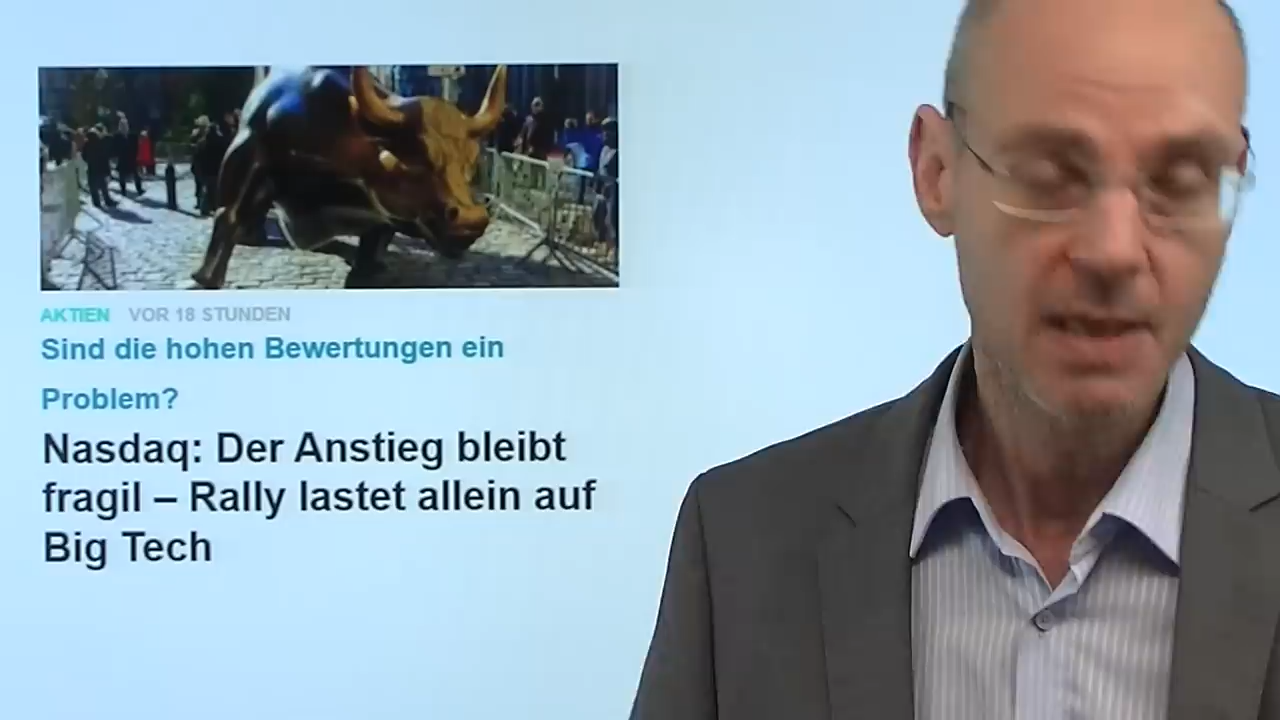 AKTIEN VOR 18 STUNDEN
Sind die hohen Bewertungen ein
Problem?
Nasdaq: Der Anstieg bleibt
fragil – Rally lastet allein auf
Big Tech